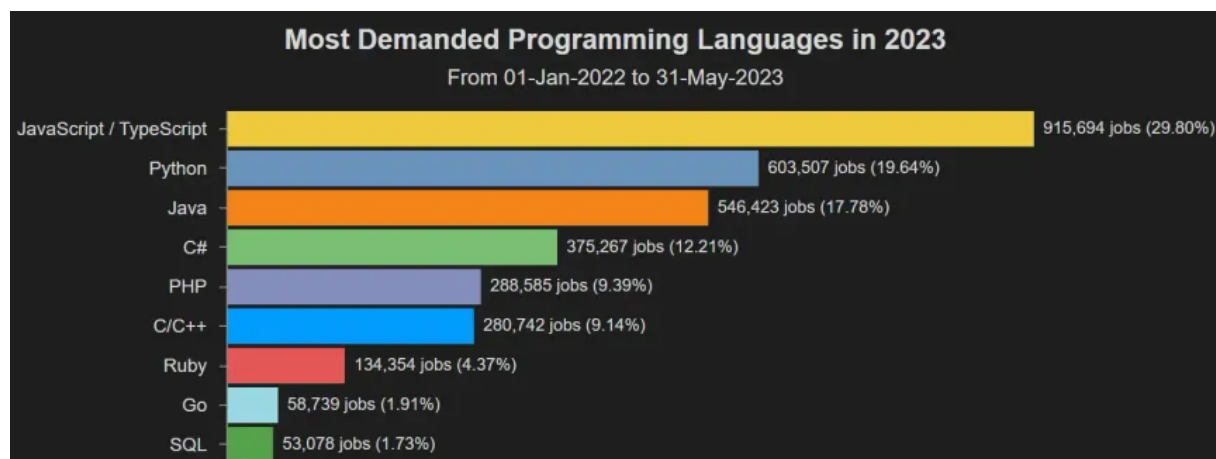 Most Demanded Programming Languages in 2023
From 01-Jan-2022 to 31-May-2023
JavaScript / TypeScript 915,694 jobs (29.80%)
Python 603,507 jobs (19.64%)
Java 546,423 jobs (17.78%)
C# 375,267 jobs (12.21%)
PHP 288,585 jobs (9.39%)
C/C++ 280,742 jobs (9.14%)
Ruby 134,354 jobs (4.37%)
Go 58,739 jobs (1.91%)
SQL 53,078 jobs (1.73%)